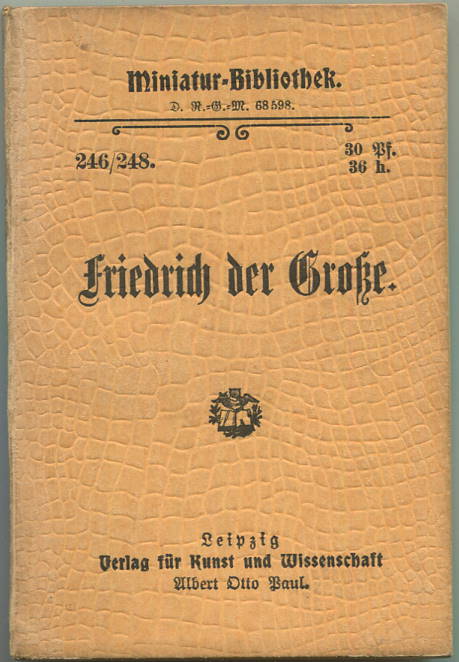 Miniatur-Bibliothek.
D. R.=G.=M. 68598.
246/248.
30 Pf.
36 h.
Friedrich der Große.
Leipzig
Verlag für Kunst und Wissenschaft
Albert Otto Paul.